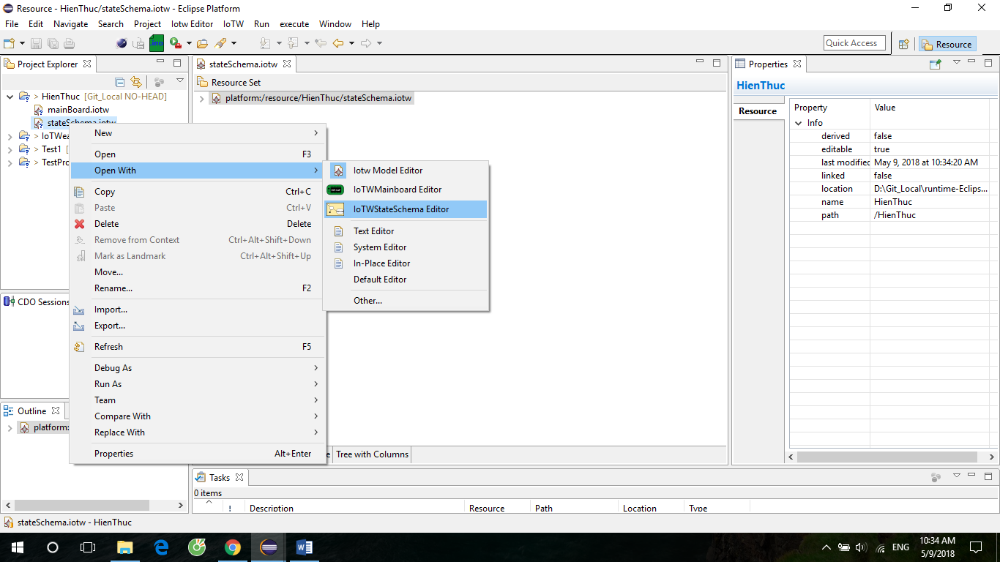 Resource - HienThuc/stateSchema.iotw - Eclipse Platform
File Edit Navigate Search Project Iotw Editor IoTW Run execute Window Help
.ino
Quick Access
Resource
Project Explorer
> HienThuc [Git_Local NO-HEAD]
mainBoard.iotw
stateSchema.iotw
> IoTWea
> Test1 [
> TestPro
CDO Sessions
Outline
platform:
stateSchema.iotw
Resource Set
platform:/resource/HienThuc/stateSchema.iotw
New
Open F3
Open With
Copy Ctrl+C
Paste Ctrl+V
Delete Delete
Remove from Context Ctrl+Alt+Shift+Down
Mark as Landmark Ctrl+Alt+Shift+Up
Move...
Rename... F2
Import...
Export...
Refresh F5
Debug As
Run As
Team
Compare With
Replace With
Properties Alt+Enter
Iotw Model Editor
IoTWMainboard Editor
IoTWStateSchema Editor
Text Editor
System Editor
In-Place Editor
Default Editor
Other...
e Tree with Columns
Tasks
0 items
! Description Resource Path Location Type
Properties
HienThuc
Resource
Property Value
Info
derived false
editable true
last modified May 9, 2018 at 10:34:20 AM
linked false
location D:\Git_Local\runtime-Eclips...
name HienThuc
path /HienThuc
stateSchema.iotw - HienThuc
ENG
10:34 AM
5/9/2018